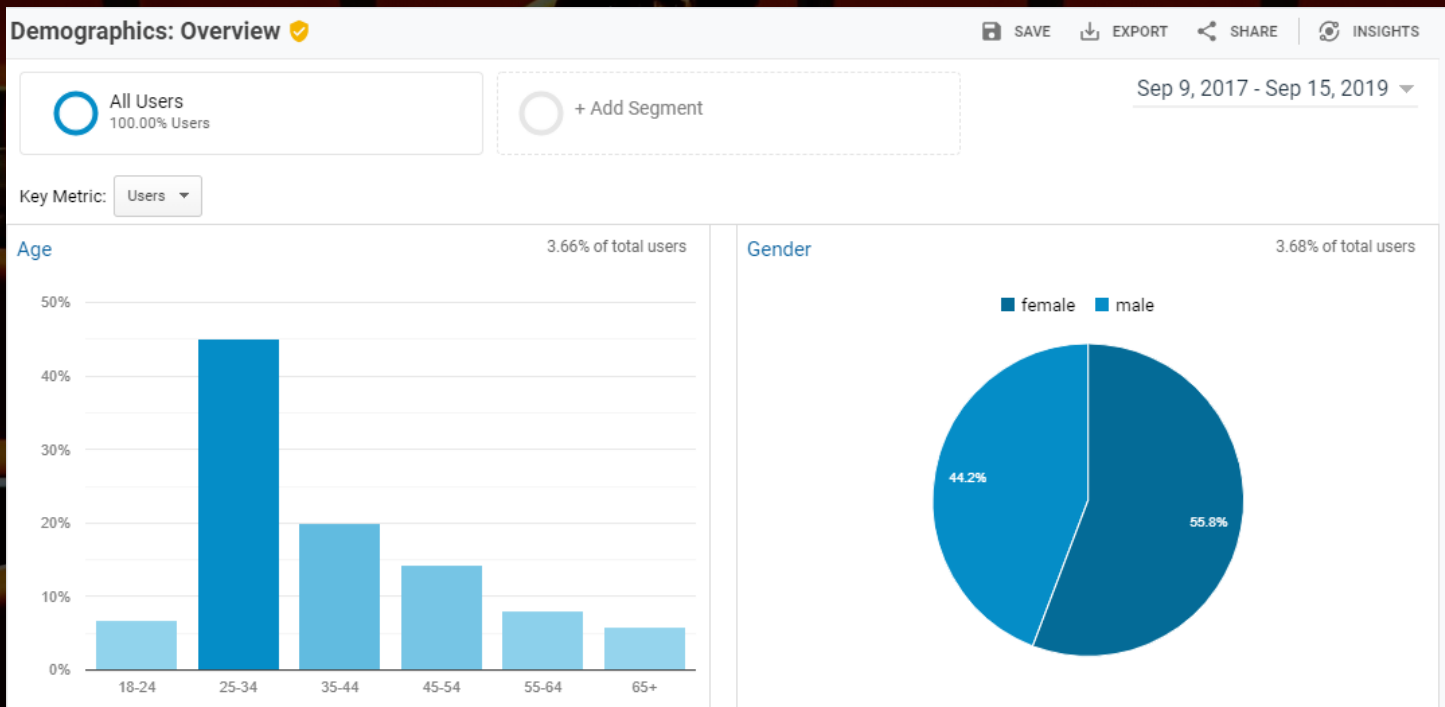 Demographics: Overview
SAVE
EXPORT
SHARE
INSIGHTS
All Users
100.00% Users
+ Add Segment
Sep 9, 2017 - Sep 15, 2019
Key Metric:
Users
Age
3.66% of total users
50%
40%
30%
20%
10%
0%
18-24
25-34
35-44
45-54
55-64
65+
Gender
3.68% of total users
female
male
44.2%
55.8%